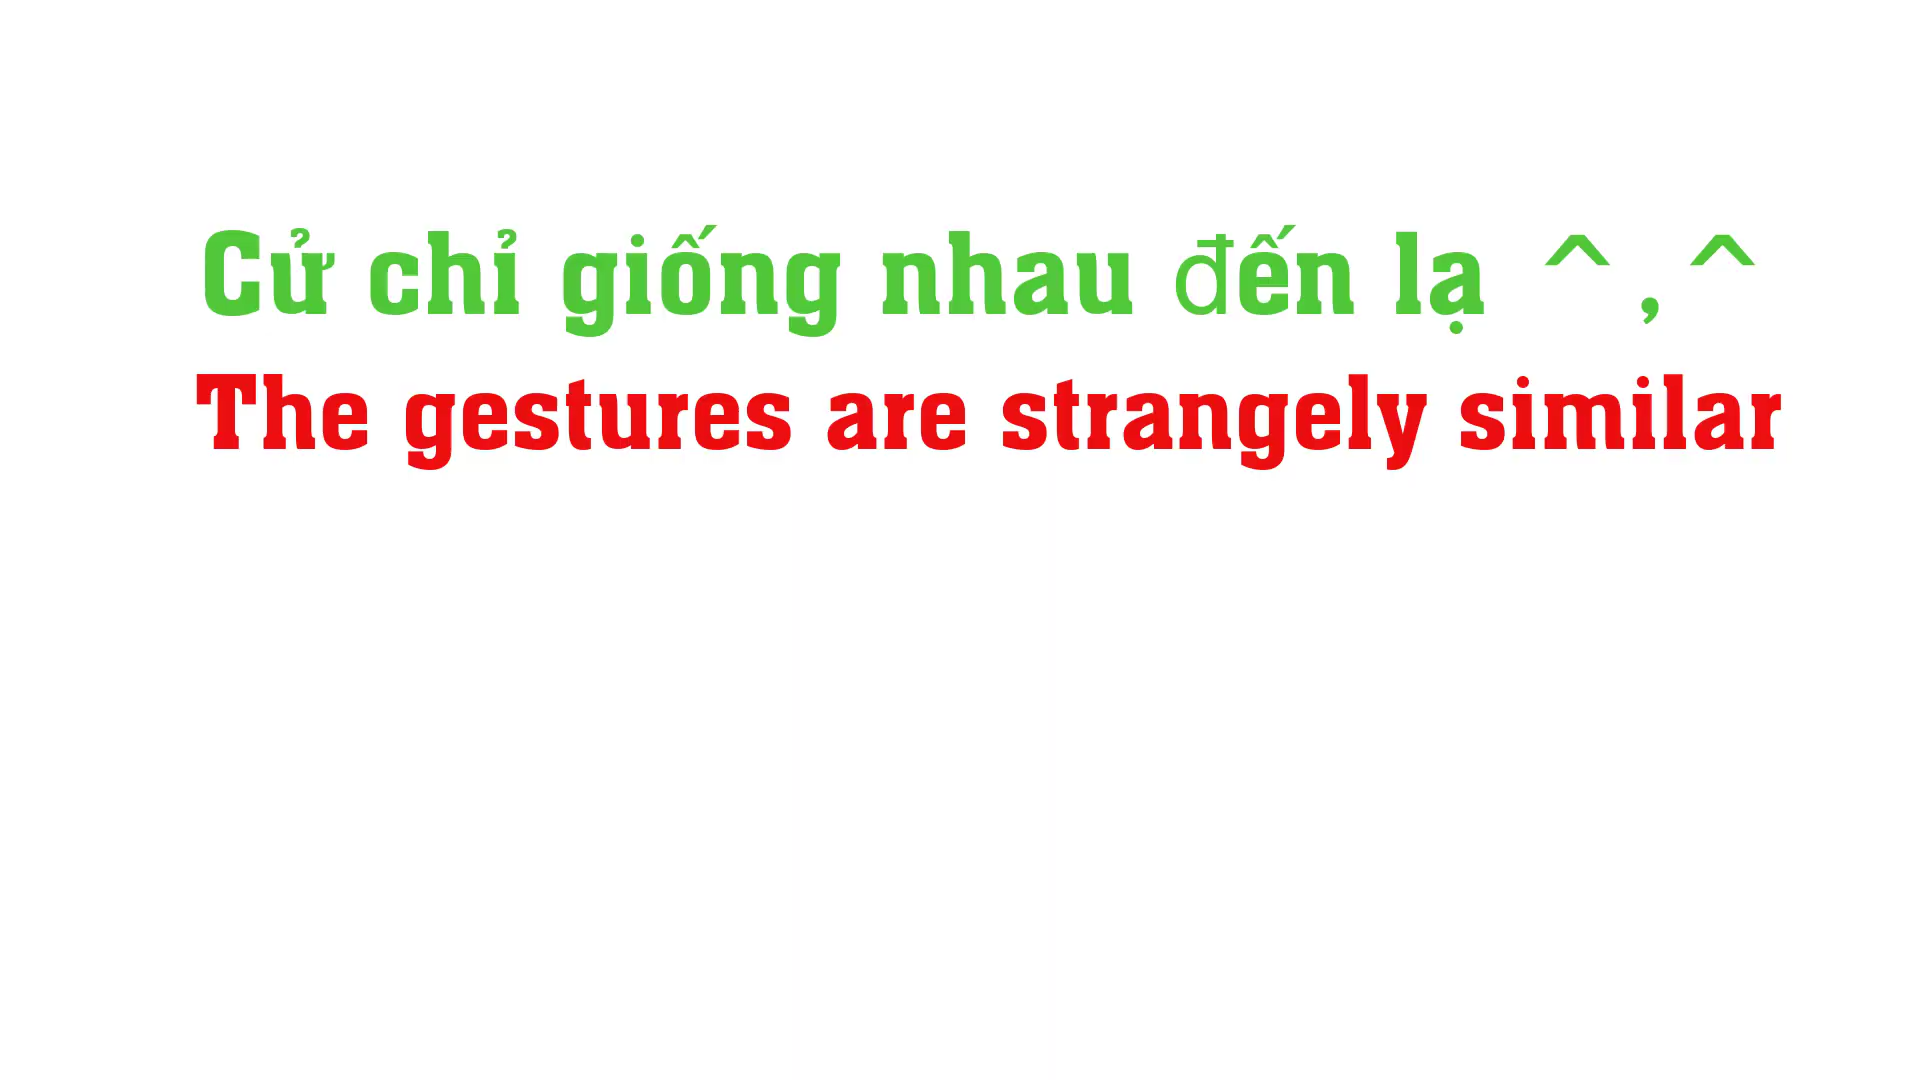 Cử chỉ giống nhau đến lạ ^,^
The gestures are strangely similar